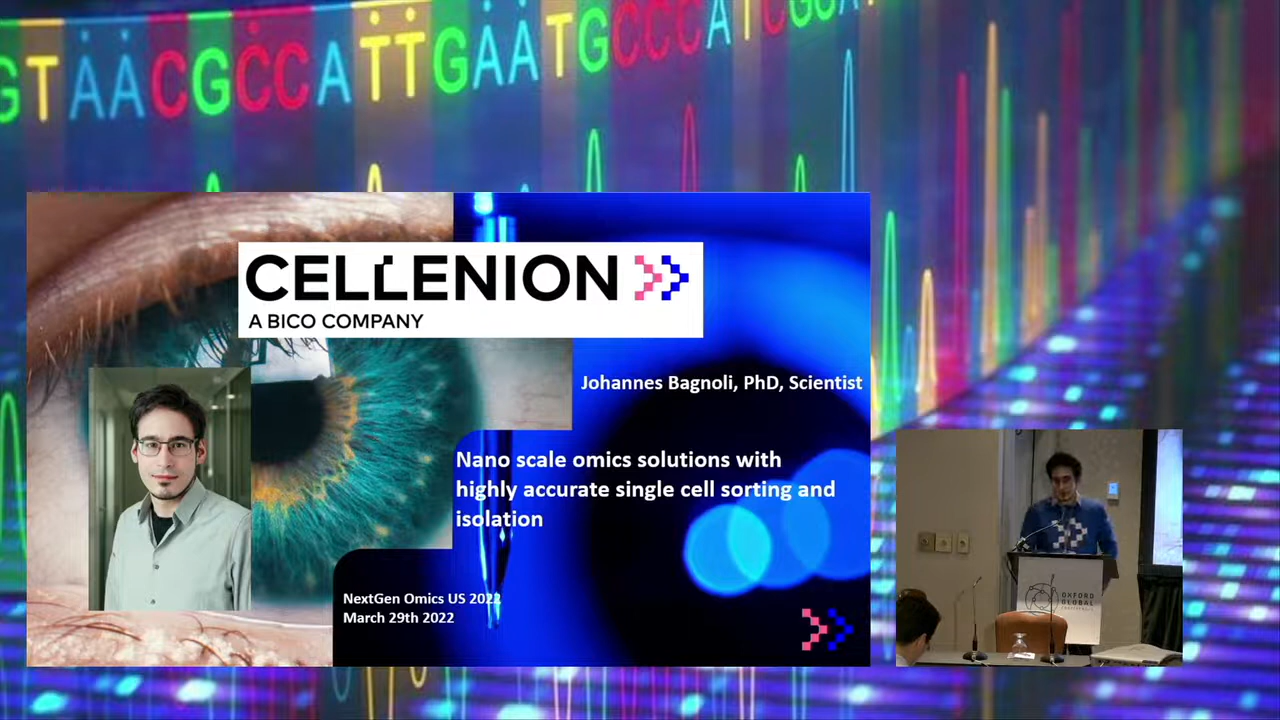 GTAACGCCATTGAATGCCCATCGGAT
CELLENION
A BICO COMPANY
Johannes Bagnoli, PhD, Scientist
Nano scale omics solutions with
highly accurate single cell sorting and
isolation
NextGen Omics US 2022
March 29th 2022
OXFORD
GLOBAL